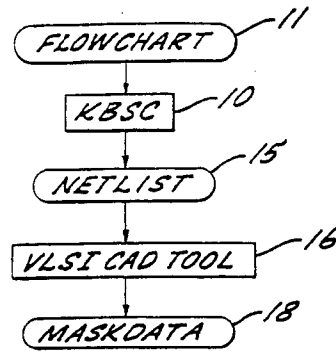 11
FLOWCHART
10
KBSC
15
NETLIST
16
VLSI CAD TOOL
18
MASKDATA